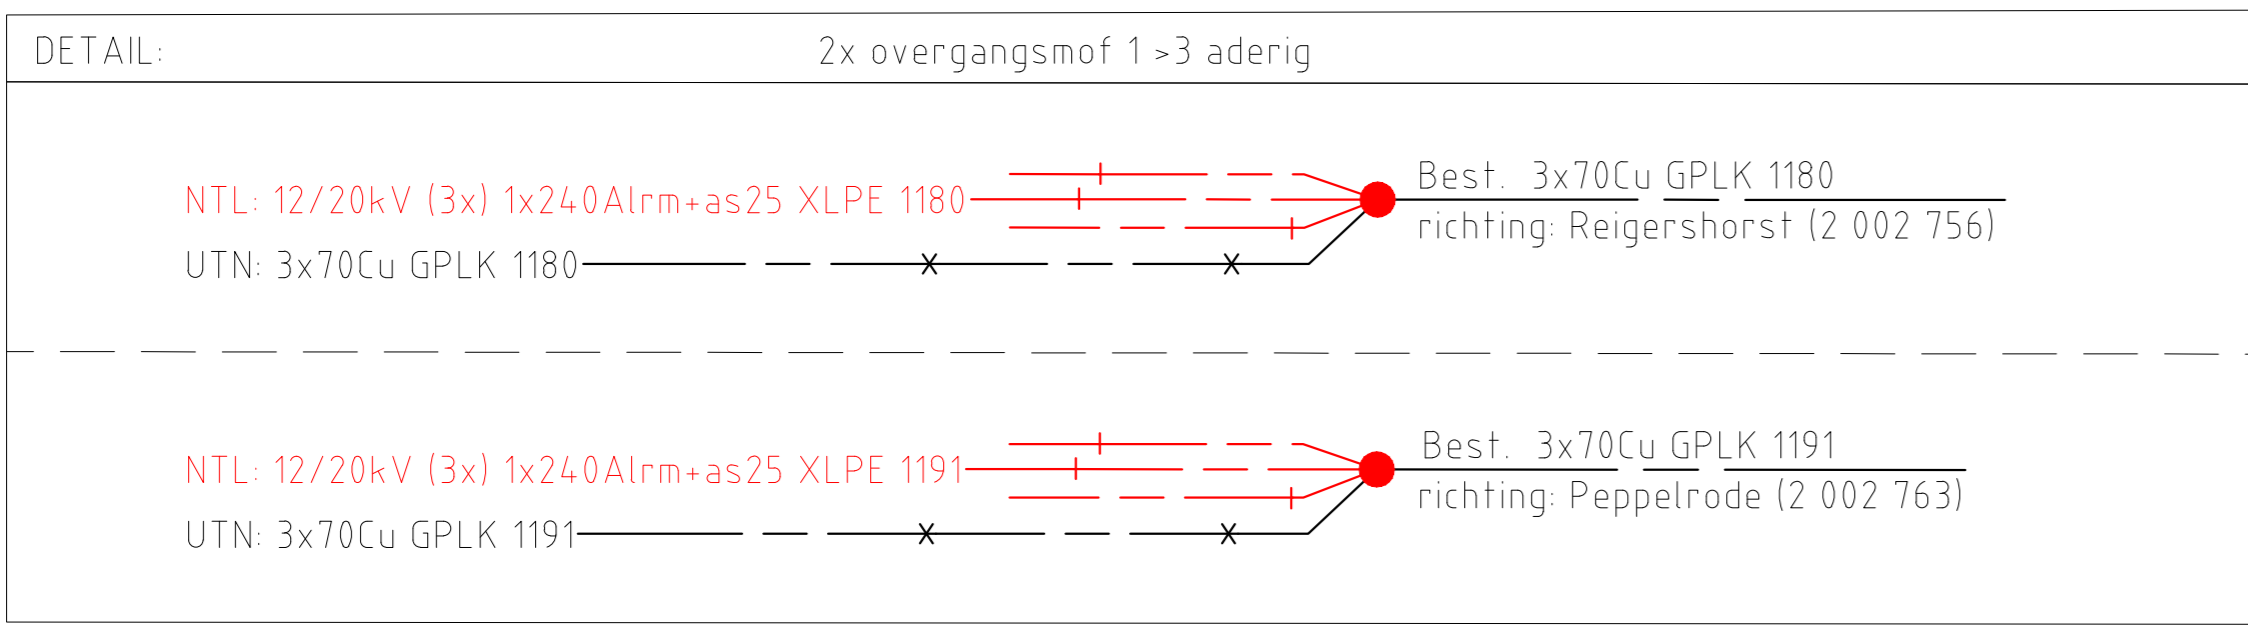 DETAIL: 2x overgangsmof 1 >3 aderig
NTL: 12/20kV (3x) 1x240Alrm+as25 XLPE 1180
UTN: 3x70Cu GPLK 1180
Best. 3x70Cu GPLK 1180
richting: Reigershorst (2 002 756)
NTL: 12/20kV (3x) 1x240Alrm+as25 XLPE 1191
UTN: 3x70Cu GPLK 1191
Best. 3x70Cu GPLK 1191
richting: Peppelrode (2 002 763)